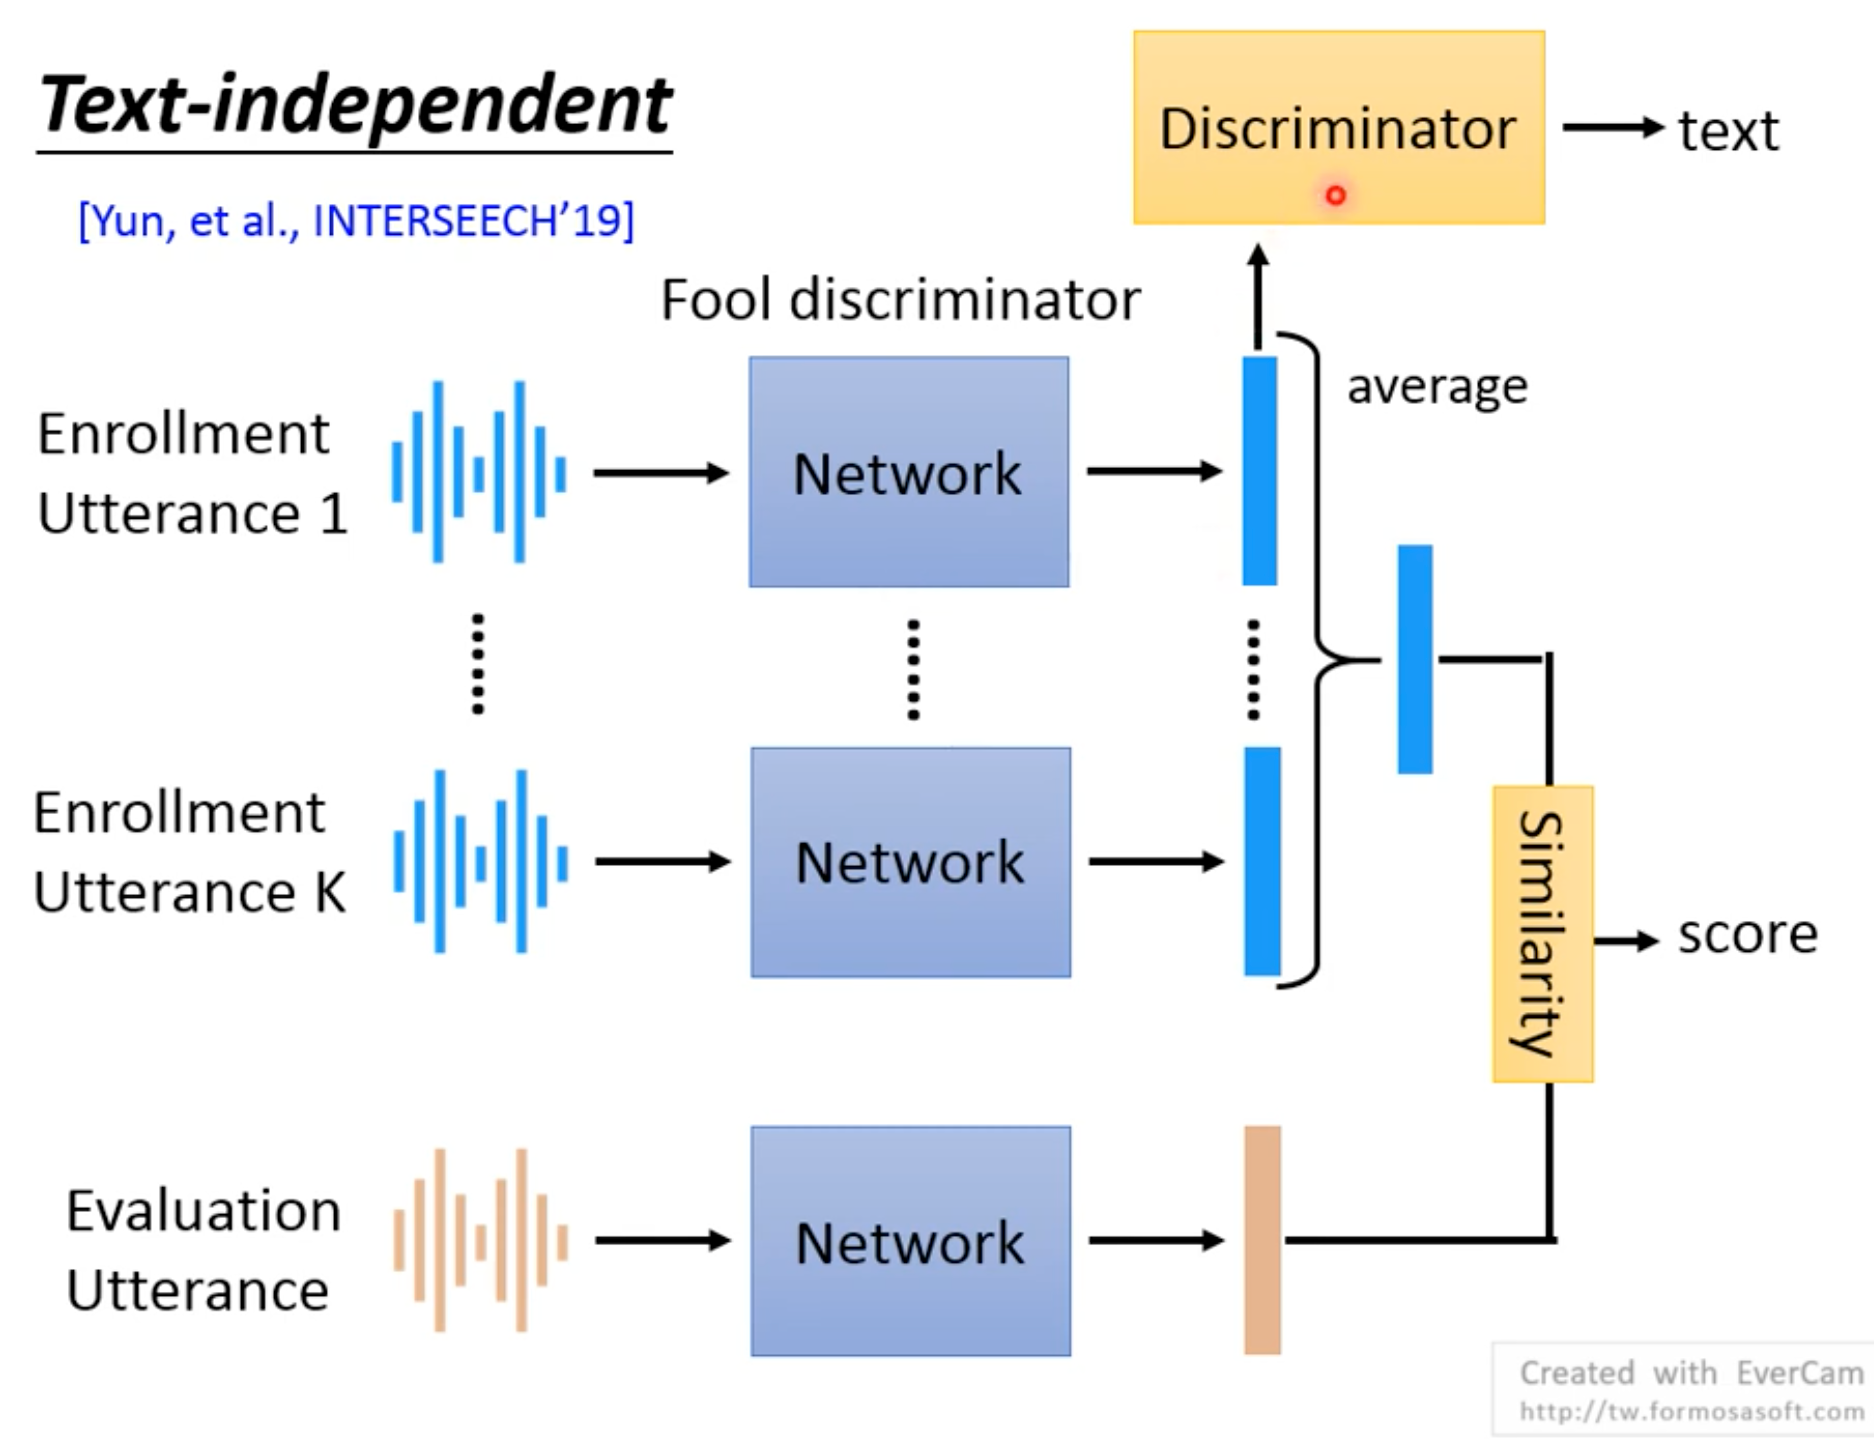 Text-independent
[Yun, et al., INTERSEECH’19]
Discriminator
text
Fool discriminator
average
Enrollment
Utterance 1
Network
Enrollment
Utterance K
Network
Similarity
score
Evaluation
Utterance
Network
Created with EverCam
http://tw.formosasoft.com